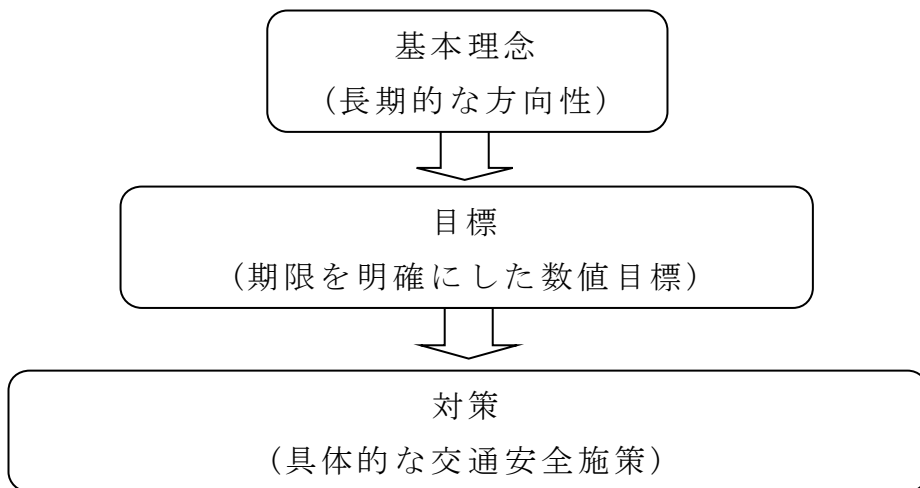 基本理念
(長期的な方向性)
目標
(期限を明確にした数値目標)
対策
(具体的な交通安全施策)